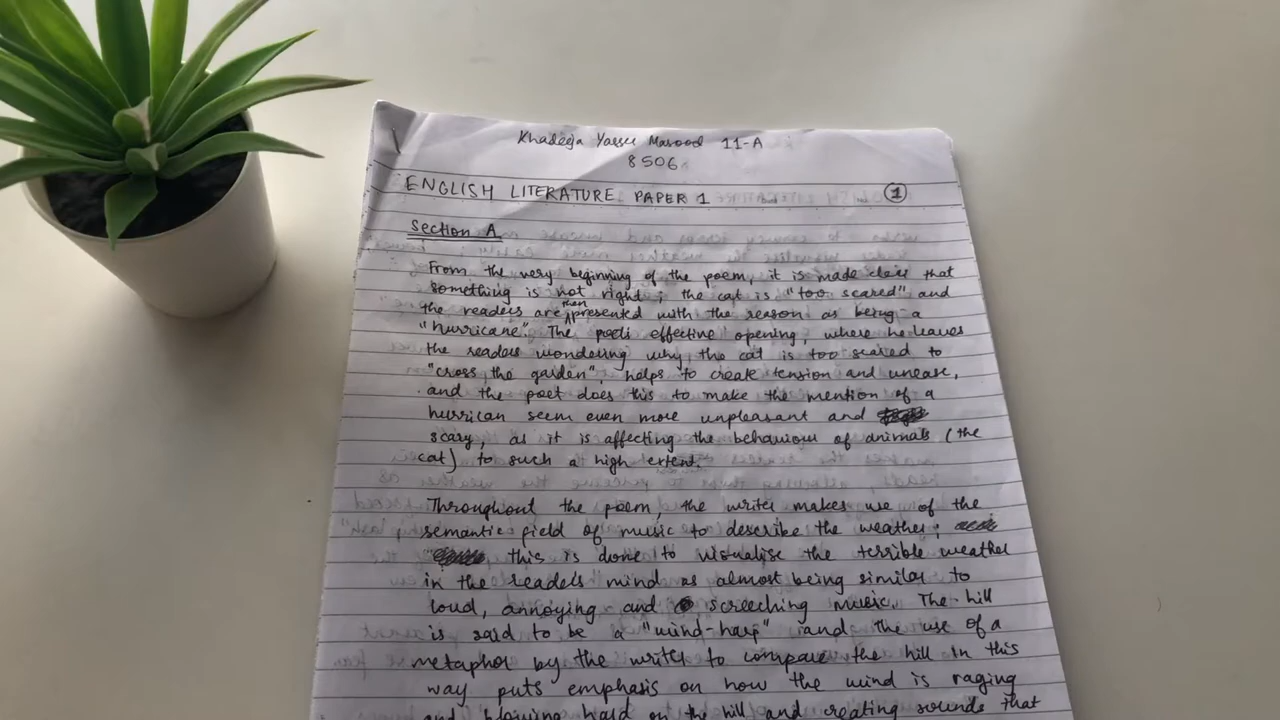 Khadeeja Yaser Masood 11-A
8506
ENGLISH LITERATURE PAPER 1
1
Section A
From the very beginning of the poem, it is made clear that
something is not right ; the cat is "too scared" and
the readers are then presented with the reason as being a
"hurricane". The poets effective opening, where he leaves
the readers wondering why the cat is too scared to
"cross the garden", helps to create tension and unease,
and the poet does this to make the mention of a
hurrican seem even more unpleasant and
scary, as it is affecting the behaviour of animals (the
cat) to such a high extent.
Throughout the poem, the writer makes use of the
semantic field of music to describe the weather;
this is done to visualise the terrible weather
in the readers mind as almost being similar to
loud, annoying and screeching music. The hill
is said to be a "wind-harp" and the use of a
metaphor by the writer to compare the hill in this
way puts emphasis on how the wind is raging
and blowing hard on the hill and creating sounds that